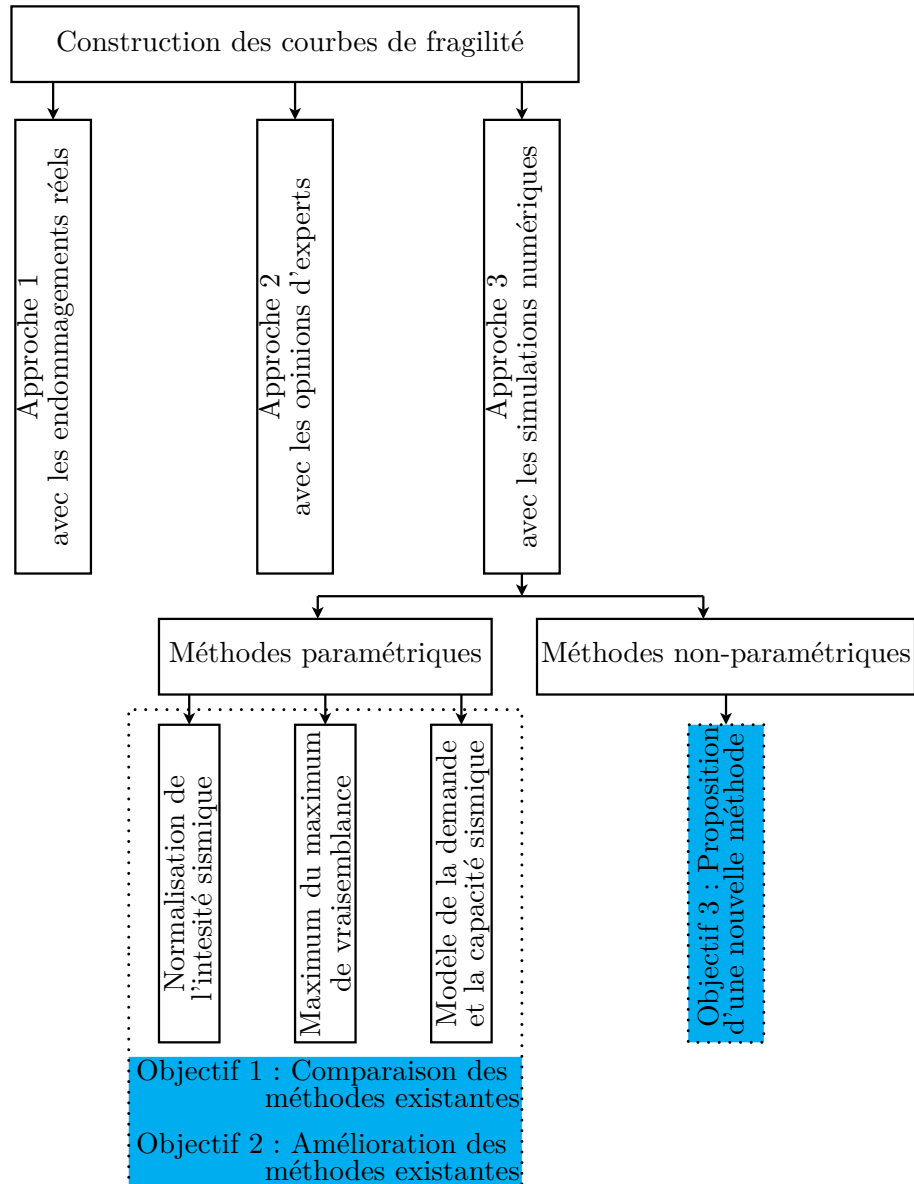 Construction des courbes de fragilité
Approche 1
avec les endommagements réels
Approche 2
avec les opinions d'experts
Approche 3
avec les simulations numériques
Méthodes paramétriques
Méthodes non-paramétriques
Normalisation de
l'intesité sismique
Maximum du maximum
de vraisemblance
Modèle de la demande
et la capacité sismique
Objectif 3 : Proposition
d'une nouvelle méthode
Objectif 1 : Comparaison des
méthodes existantes
Objectif 2 : Amélioration des
méthodes existantes